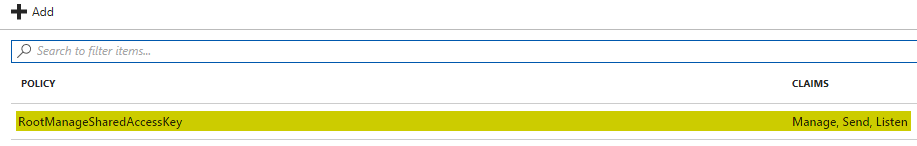 Add
Search to filter items...
POLICY CLAIMS
RootManageSharedAccessKey Manage, Send, Listen